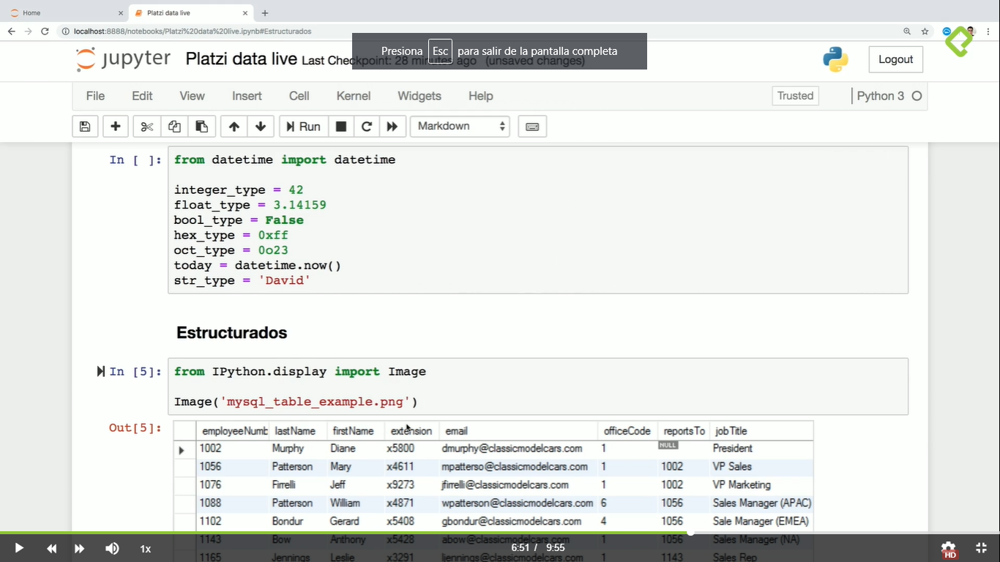 Home
Platzi data live
localhost:8888/notebooks/Platzi%20data%20live.ipynb#Estructurados
Presiona Esc para salir de la pantalla completa
jupyter Platzi data live Last Checkpoint: 28 minutes ago (unsaved changes)
Logout
File Edit View Insert Cell Kernel Widgets Help
Trusted
Python 3
Run
Markdown
In [ ]:
from datetime import datetime
integer_type = 42
float_type = 3.14159
bool_type = False
hex_type = 0xff
oct_type = 0o23
today = datetime.now()
str_type = 'David'
Estructurados
In [5]:
from IPython.display import Image
Image('mysql_table_example.png')
Out[5]:
employeeNumb lastName firstName extension email officeCode reportsTo jobTitle
1002 Murphy Diane x5800 dmurphy@classicmodelcars.com 1 NULL President
1056 Patterson Mary x4611 mpatterso@classicmodelcars.com 1 1002 VP Sales
1076 Firrelli Jeff x9273 jfirrelli@classicmodelcars.com 1 1002 VP Marketing
1088 Patterson William x4871 wpatterson@classicmodelcars.com 6 1056 Sales Manager (APAC)
1102 Bondur Gerard x5408 gbondur@classicmodelcars.com 4 1056 Sale Manager (EMEA)
1143 Bow Anthony x5428 abow@classicmodelcars.com 1 1056 Sales Manager (NA)
1165 Jennings Leslie x3291 ljennings@classicmodelcars.com 1 1143 Sales Rep
1x
6:51 / 9:55
HD